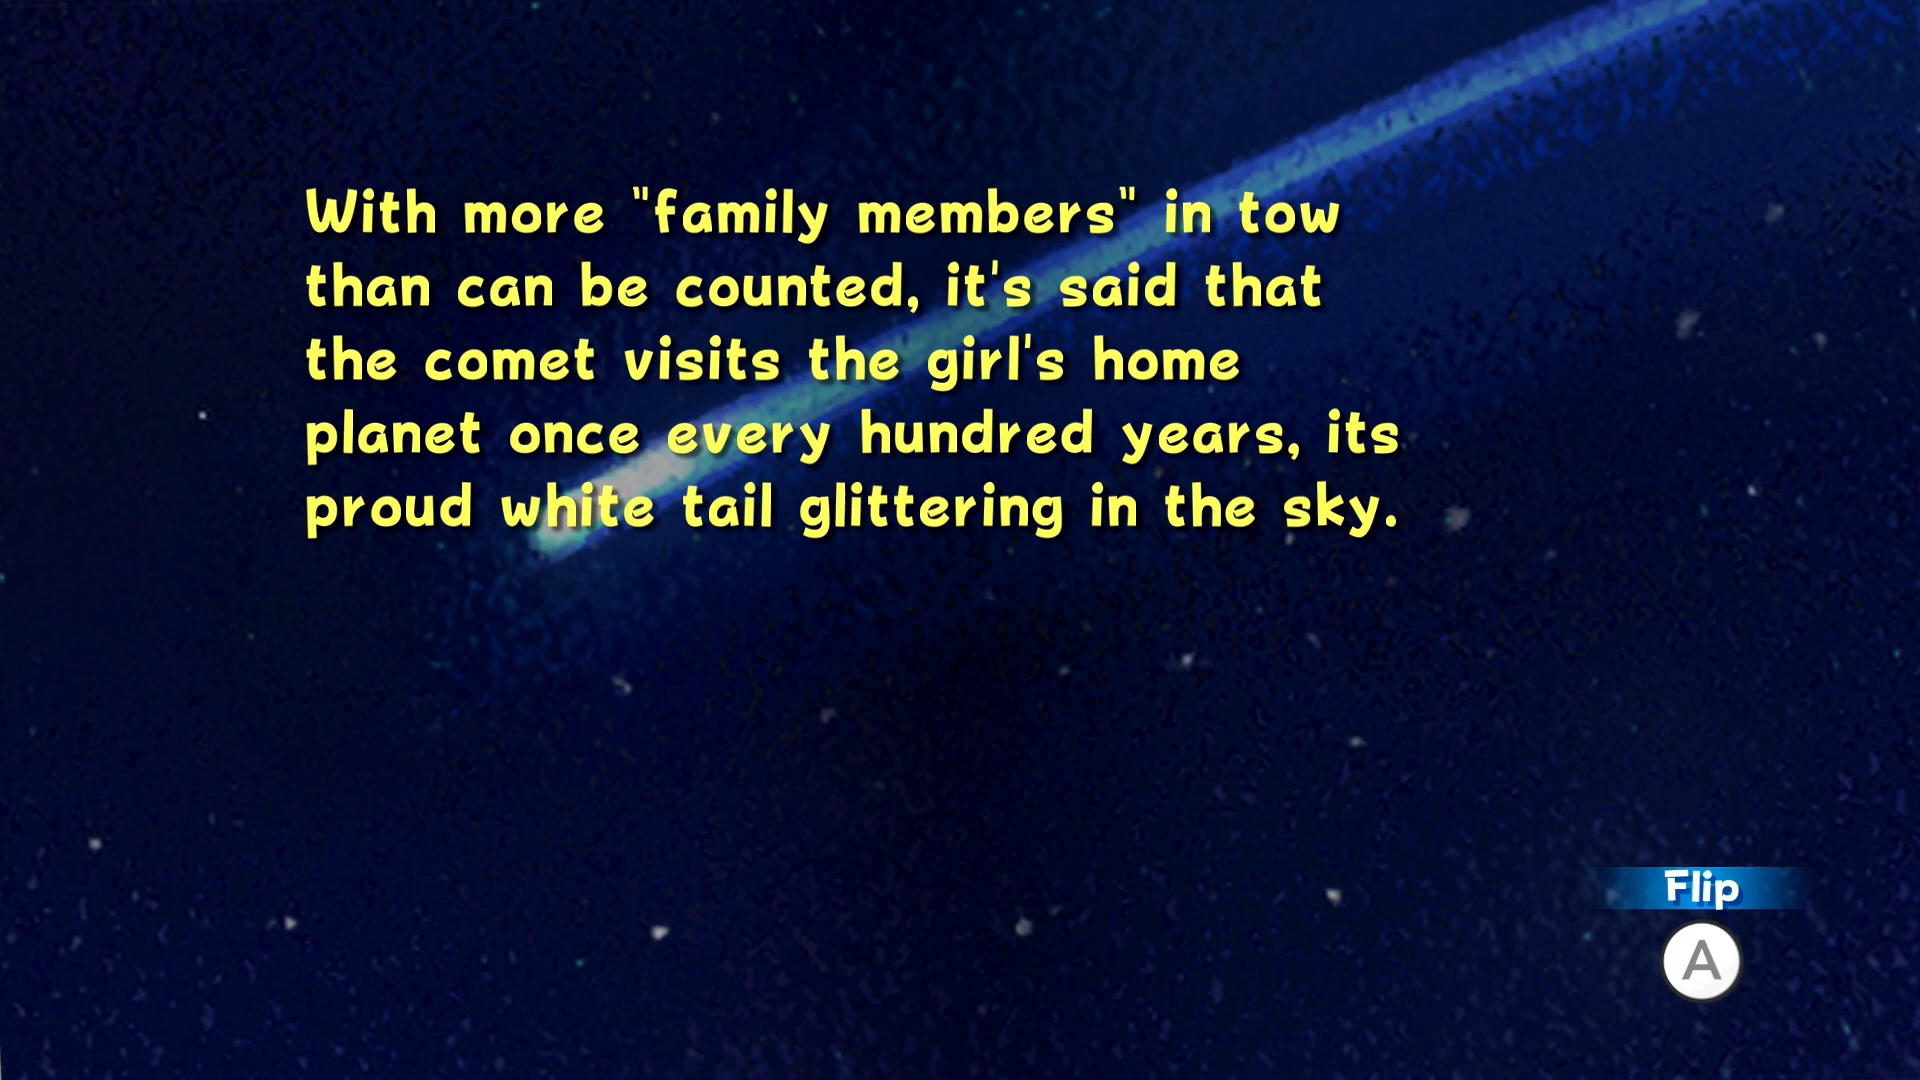 With more "family members" in tow
than can be counted, it's said that
the comet visits the girl's home
planet once every hundred years, its
proud white tail glittering in the sky.
Flip
A